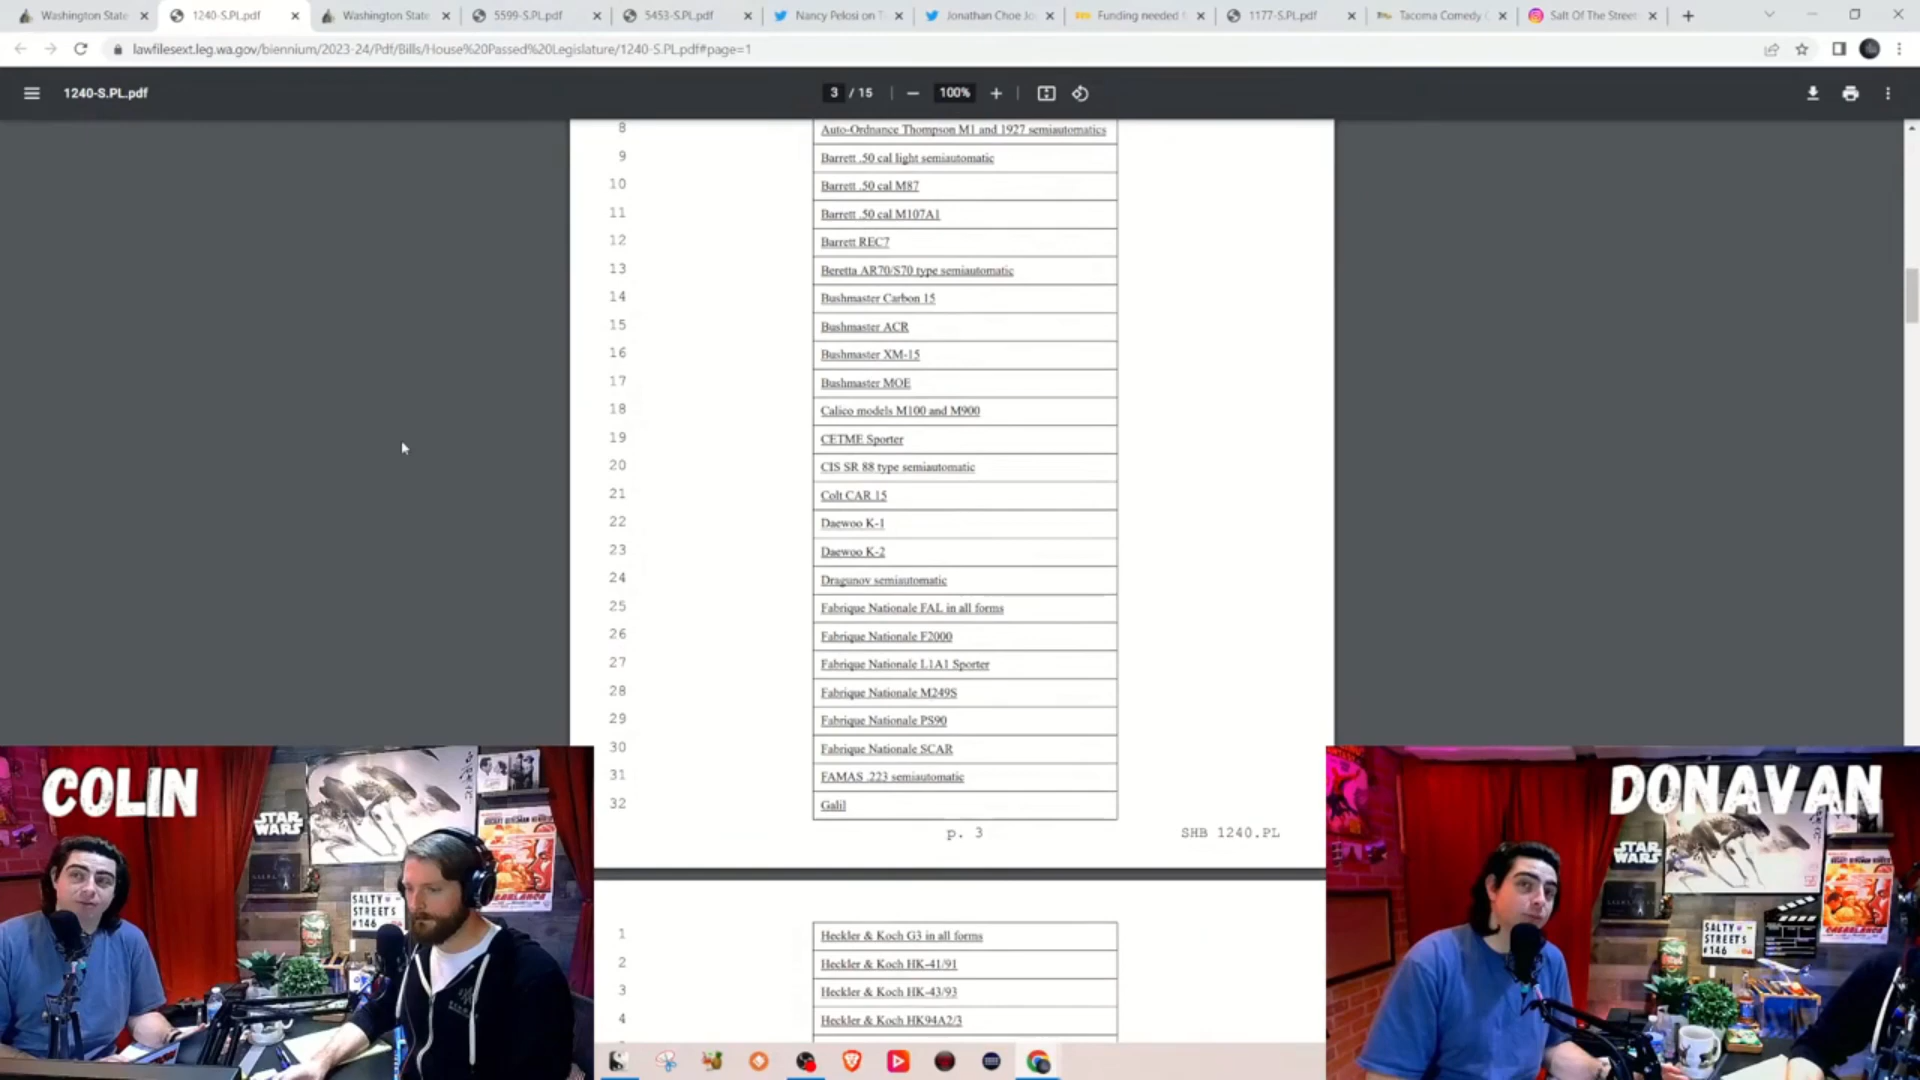 Washington State
1240-S.PL.pdf
Washington State
5599-S.PL.pdf
5453-S.PL.pdf
Nancy Pelosi on T
Jonathan Choe Jo
Funding needed f
1177-S.PL.pdf
Tacoma Comedy C
Salt Of The Street
lawfilesext.leg.wa.gov/biennium/2023-24/Pdf/Bills/House%20Passed%20Legislature/1240-S.PL.pdf#page=1
1240-S.PL.pdf
3 / 15
100%
8 Auto-Ordnance Thompson M1 and 1927 semiautomatics
9 Barrett .50 cal light semiautomatic
10 Barrett .50 cal M87
11 Barrett .50 cal M107A1
12 Barrett REC7
13 Beretta AR70/S70 type semiautomatic
14 Bushmaster Carbon 15
15 Bushmaster ACR
16 Bushmaster XM-15
17 Bushmaster MOE
18 Calico models M100 and M900
19 CETME Sporter
20 CIS SR 88 type semiautomatic
21 Colt CAR 15
22 Daewoo K-1
23 Daewoo K-2
24 Dragunov semiautomatic
25 Fabrique Nationale FAL in all forms
26 Fabrique Nationale F2000
27 Fabrique Nationale L1A1 Sporter
28 Fabrique Nationale M249S
29 Fabrique Nationale PS90
30 Fabrique Nationale SCAR
31 FAMAS .223 semiautomatic
32 Galil
p. 3 SHB 1240.PL
1 Heckler & Koch G3 in all forms
2 Heckler & Koch HK-41/91
3 Heckler & Koch HK-43/93
4 Heckler & Koch HK94A2/3
COLIN
STAR
WARS
SALTY
STREETS
#146
CASABLANCA
DONAVAN
STAR
WARS
SALTY
STREETS
#146
CASABLANCA